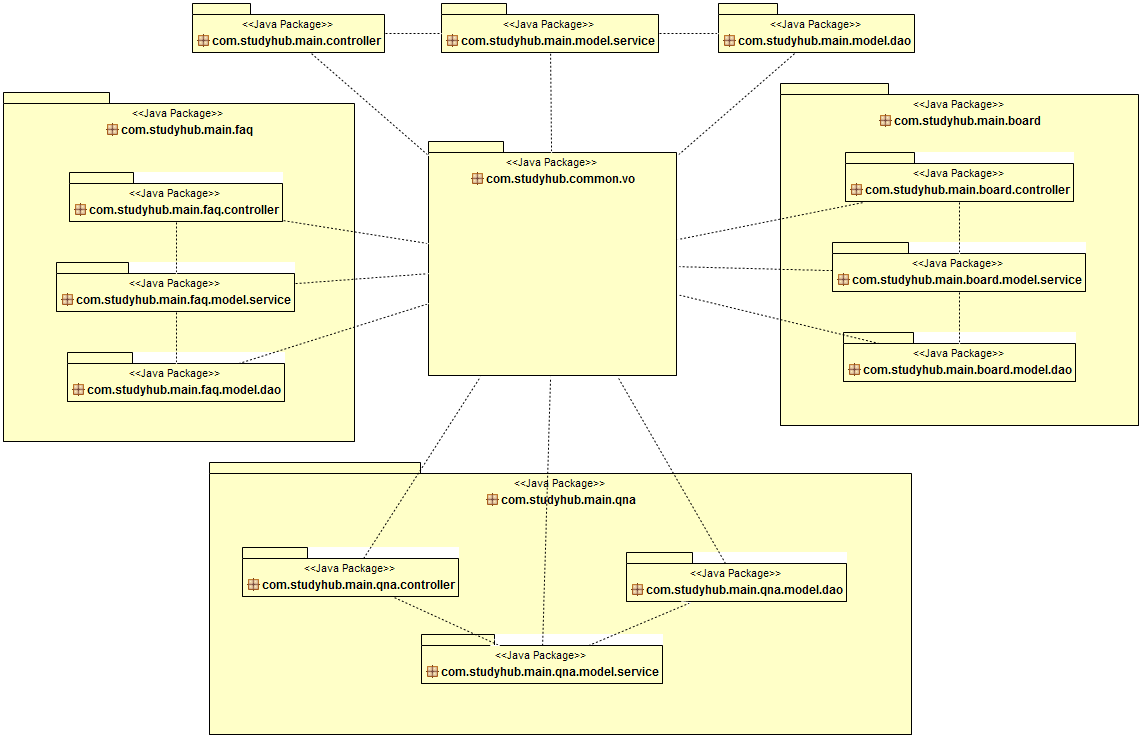 <<Java Package>>
com.studyhub.main.controller
<<Java Package>>
com.studyhub.main.model.service
<<Java Package>>
com.studyhub.main.model.dao
<<Java Package>>
com.studyhub.main.faq
<<Java Package>>
com.studyhub.main.faq.controller
<<Java Package>>
com.studyhub.main.faq.model.service
<<Java Package>>
com.studyhub.main.faq.model.dao
<<Java Package>>
com.studyhub.common.vo
<<Java Package>>
com.studyhub.main.board
<<Java Package>>
com.studyhub.main.board.controller
<<Java Package>>
com.studyhub.main.board.model.service
<<Java Package>>
com.studyhub.main.board.model.dao
<<Java Package>>
com.studyhub.main.qna
<<Java Package>>
com.studyhub.main.qna.controller
<<Java Package>>
com.studyhub.main.qna.model.dao
<<Java Package>>
com.studyhub.main.qna.model.service